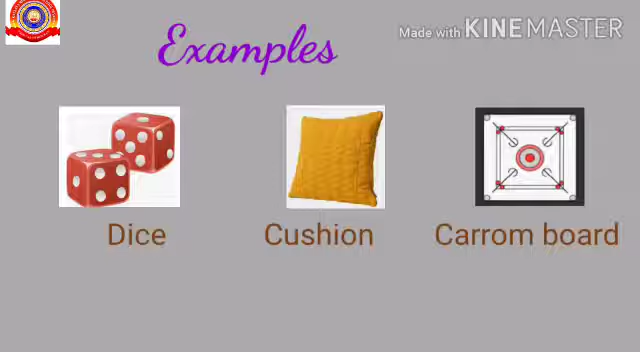 Made with KINEMASTER
Examples
Dice
Cushion
Carrom board